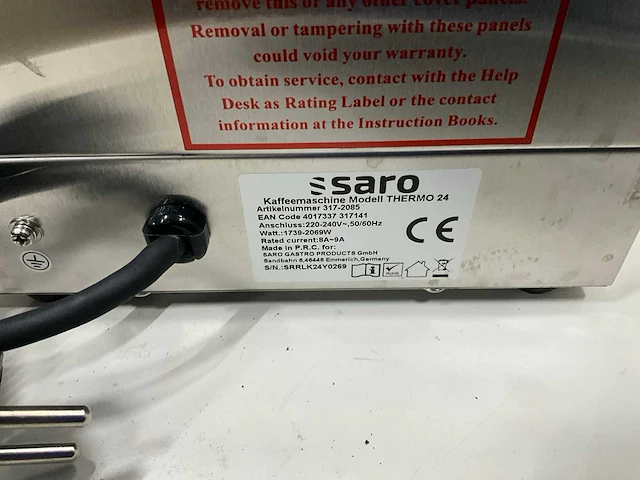 remove this or any other cover panels.
Removal or tampering with these panels
could void your warranty.
To obtain service, contact with the Help
Desk as Rating Label or the contact
information at the Instruction Books.
saro
Kaffeemaschine Modell THERMO 24
Artikelnummer 317-2085
EAN Code 4017337 317141
Anschluss:220-240V~,50/60Hz
Watt.:1739-2069W
Rated current:8A~9A
Made in P.R.C. for:
SARO GASTRO PRODUCTS GmbH
Sandbahn 6,46446 Emmerich,Germany
S/N.:SRRLK24Y0269
CE